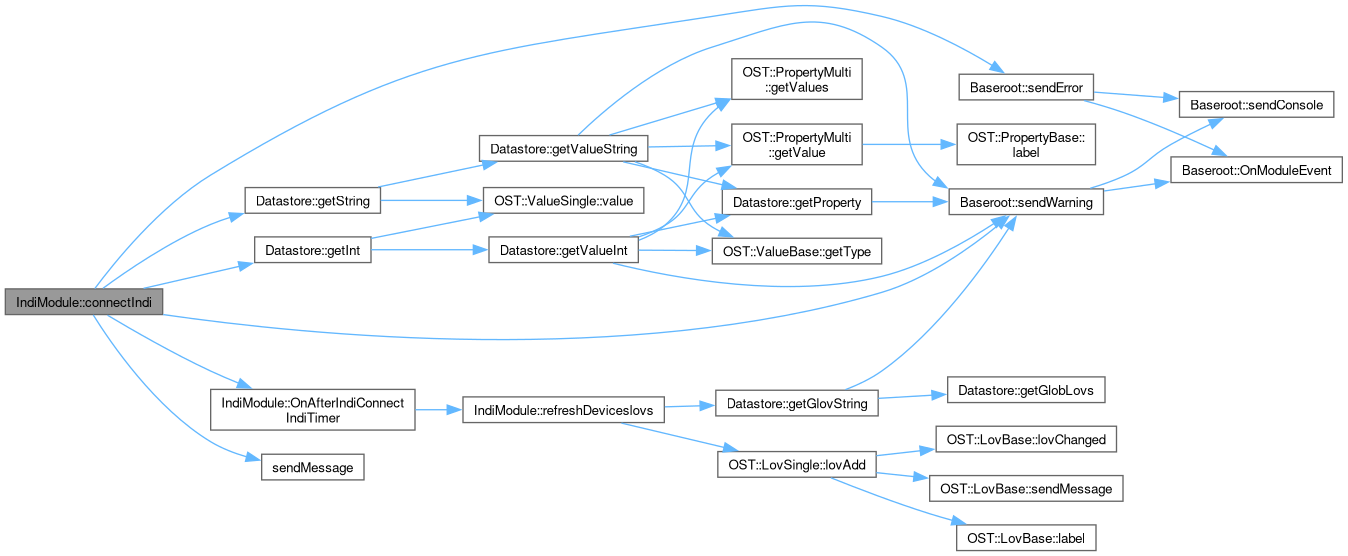 IndiModule::connectIndi
Datastore::getString
Datastore::getInt
IndiModule::OnAfterIndiConnect
IndiTimer
sendMessage
Datastore::getValueString
OST::ValueSingle::value
Datastore::getValueInt
IndiModule::refreshDeviceslovs
OST::PropertyMulti
::getValues
OST::PropertyMulti
::getValue
Datastore::getProperty
OST::ValueBase::getType
Datastore::getGlovString
OST::LovSingle::lovAdd
Baseroot::sendError
OST::PropertyBase::
label
Baseroot::sendWarning
Datastore::getGlobLovs
OST::LovBase::lovChanged
OST::LovBase::sendMessage
OST::LovBase::label
Baseroot::sendConsole
Baseroot::OnModuleEvent